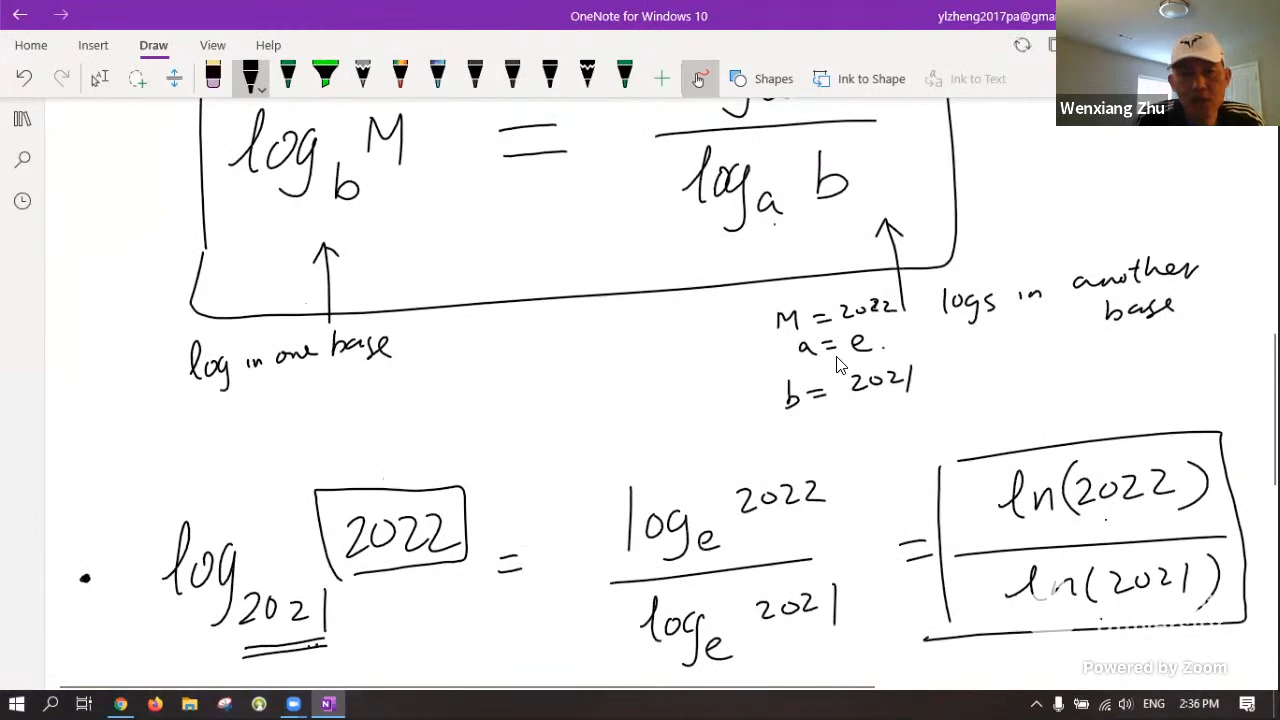 OneNote for Windows 10
ylzheng2017pa@gma
Home Insert Draw View Help
Shapes Ink to Shape Ink to Text
Wenxiang Zhu
log_b M = / log_a b
log in one base
M = 2022
a = e.
b = 2021
logs in another
base
log_2021 2022 = log_e 2022 / log_e 2021 = ln(2022) / ln(2021)
Powered by Zoom
2:36 PM